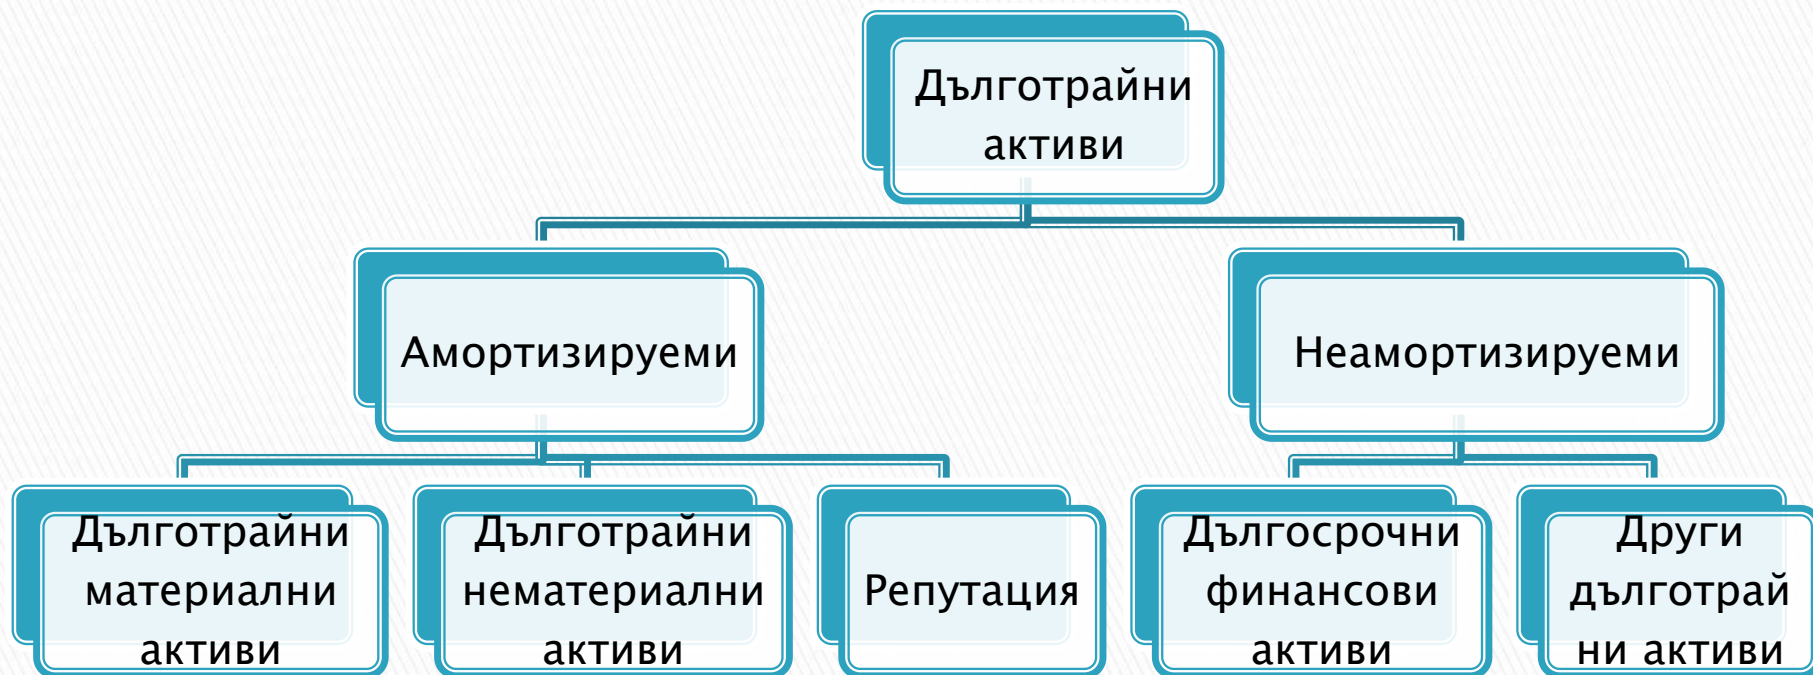 Дълготрайни
активи
Амортизируеми
Неамортизируеми
Дълготрайни
материални
активи
Дълготрайни
нематериални
активи
Репутация
Дългосрочни
финансови
активи
Други
дълготрай
ни активи